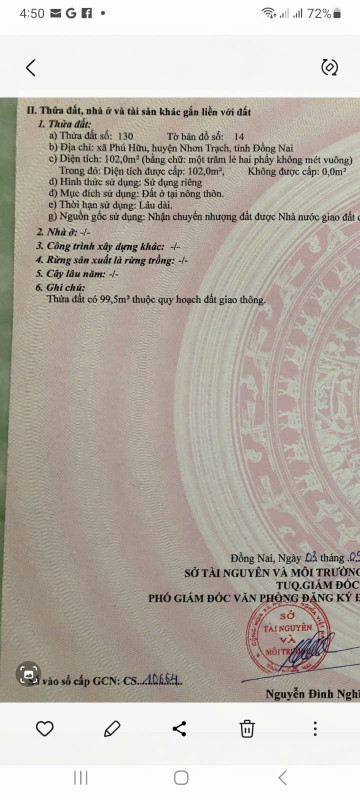 4:50 G 72%
II. Thửa đất, nhà ở và tài sản khác gắn liền với đất
1. Thửa đất:
a) Thửa đất số: 130 Tờ bản đồ số: 14
b) Địa chỉ: xã Phú Hữu, huyện Nhơn Trạch, tỉnh Đồng Nai
c) Diện tích: 102,0m² (bằng chữ: một trăm lẻ hai phẩy không mét vuông)
Trong đó: Diện tích được cấp: 102,0m², Không được cấp: 0,0m²
d) Hình thức sử dụng: Sử dụng riêng
đ) Mục đích sử dụng: Đất ở tại nông thôn.
e) Thời hạn sử dụng: Lâu dài.
g) Nguồn gốc sử dụng: Nhận chuyển nhượng đất được Nhà nước giao đất
2. Nhà ở: -/-
3. Công trình xây dựng khác: -/-
4. Rừng sản xuất là rừng trồng: -/-
5. Cây lâu năm: -/-
6. Ghi chú:
Thửa đất có 99,5m² thuộc quy hoạch đất giao thông.
Đồng Nai, Ngày 03 tháng 05
SỞ TÀI NGUYÊN VÀ MÔI TRƯỜNG
TUQ.GIÁM ĐỐC
PHÓ GIÁM ĐỐC VĂN PHÒNG ĐĂNG KÝ
SỞ
TÀI NGUYÊN
VÀ
MÔI TRƯỜNG
vào sổ cấp GCN: CS...10664...
Nguyễn Đình Nghĩ